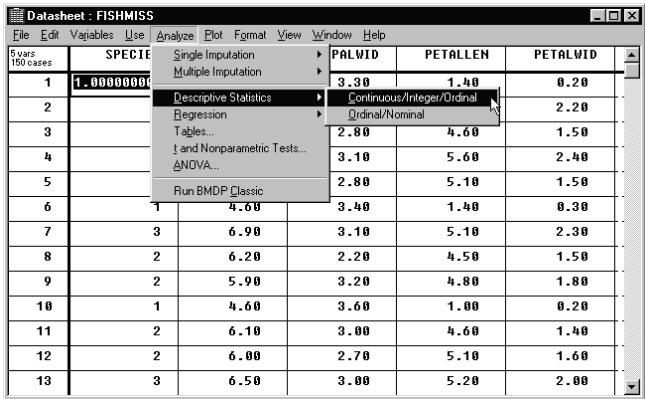 Datasheet : FISHMISS
File Edit Variables Use Analyze Plot Format View Window Help
5 vars
150 cases
SPECIE PALWID PETALLEN PETALWID
Single Imputation
Multiple Imputation
Descriptive Statistics
Regression
Tables...
t and Nonparametric Tests...
ANOVA...
Run BMDP Classic
Continuous/Integer/Ordinal
Ordinal/Nominal
1 1.0000000 3.30 1.40 0.20
2 2.20
3 2.80 4.60 1.50
4 3.10 5.60 2.40
5 2.80 5.10 1.50
6 1 4.60 3.40 1.40 0.30
7 3 6.90 3.10 5.10 2.30
8 2 6.20 2.20 4.50 1.50
9 2 5.90 3.20 4.80 1.80
10 1 4.60 3.60 1.00 0.20
11 2 6.10 3.00 4.60 1.40
12 2 6.00 2.70 5.10 1.60
13 3 6.50 3.00 5.20 2.00